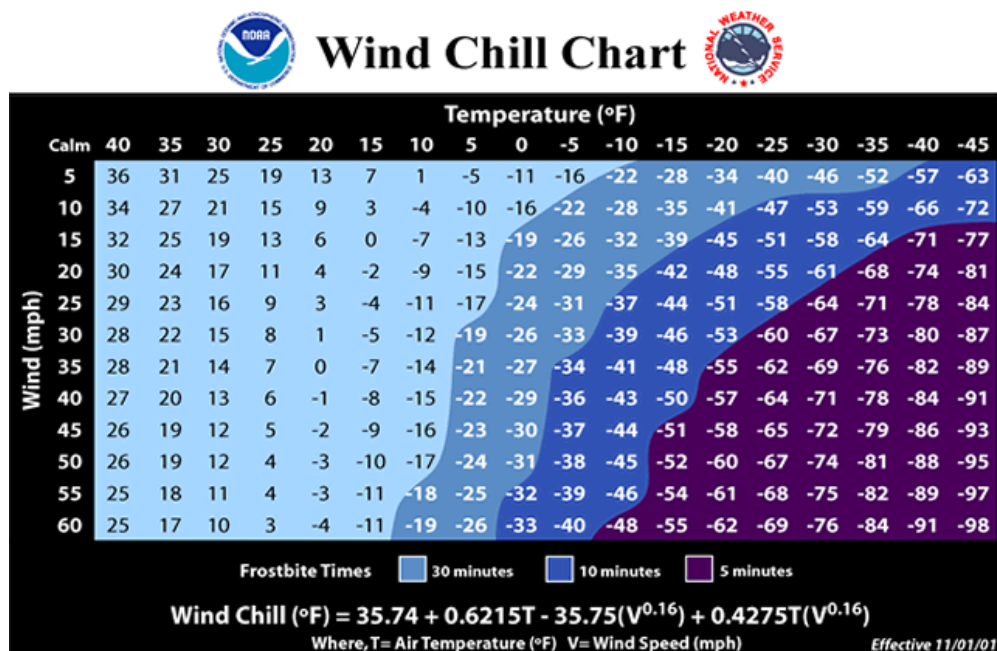 NOAA
Wind Chill Chart
NATIONAL WEATHER SERVICE
Temperature (ºF)
Calm 40 35 30 25 20 15 10 5 0 -5 -10 -15 -20 -25 -30 -35 -40 -45
Wind (mph)
5 36 31 25 19 13 7 1 -5 -11 -16 -22 -28 -34 -40 -46 -52 -57 -63
10 34 27 21 15 9 3 -4 -10 -16 -22 -28 -35 -41 -47 -53 -59 -66 -72
15 32 25 19 13 6 0 -7 -13 -19 -26 -32 -39 -45 -51 -58 -64 -71 -77
20 30 24 17 11 4 -2 -9 -15 -22 -29 -35 -42 -48 -55 -61 -68 -74 -81
25 29 23 16 9 3 -4 -11 -17 -24 -31 -37 -44 -51 -58 -64 -71 -78 -84
30 28 22 15 8 1 -5 -12 -19 -26 -33 -39 -46 -53 -60 -67 -73 -80 -87
35 28 21 14 7 0 -7 -14 -21 -27 -34 -41 -48 -55 -62 -69 -76 -82 -89
40 27 20 13 6 -1 -8 -15 -22 -29 -36 -43 -50 -57 -64 -71 -78 -84 -91
45 26 19 12 5 -2 -9 -16 -23 -30 -37 -44 -51 -58 -65 -72 -79 -86 -93
50 26 19 12 4 -3 -10 -17 -24 -31 -38 -45 -52 -60 -67 -74 -81 -88 -95
55 25 18 11 4 -3 -11 -18 -25 -32 -39 -46 -54 -61 -68 -75 -82 -89 -97
60 25 17 10 3 -4 -11 -19 -26 -33 -40 -48 -55 -62 -69 -76 -84 -91 -98
Frostbite Times 30 minutes 10 minutes 5 minutes
Wind Chill (ºF) = 35.74 + 0.6215T - 35.75(V^0.16) + 0.4275T(V^0.16)
Where, T= Air Temperature (ºF) V= Wind Speed (mph)
Effective 11/01/01